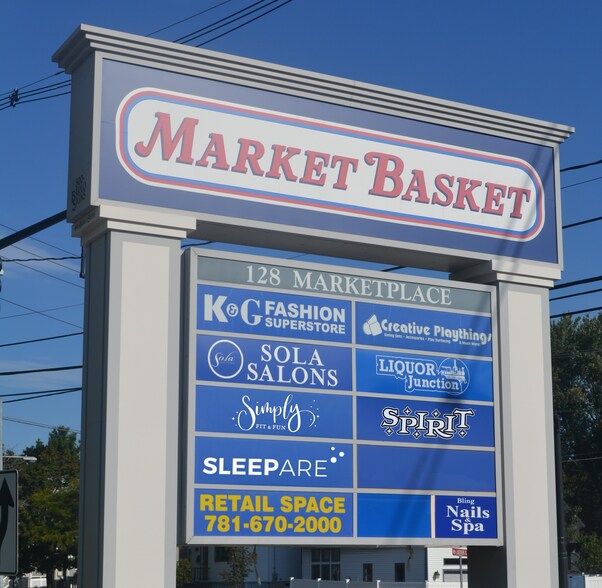 MARKET BASKET
128 MARKETPLACE
K&G FASHION
SUPERSTORE
Creative Playthings
SOLA
SALONS
Sola
LIQUOR
Junction
Simply
FIT & FUN
SPIRIT
SLEEPARE
RETAIL SPACE
781-670-2000
Bling
Nails
& Spa